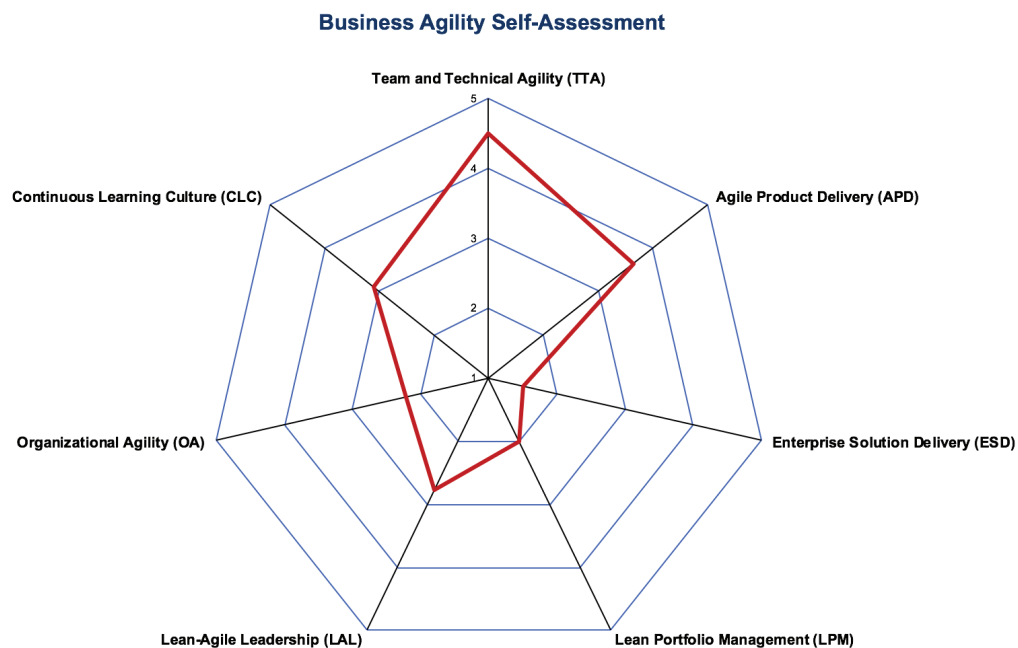 Business Agility Self-Assessment
Team and Technical Agility (TTA)
5
4
3
2
1
Continuous Learning Culture (CLC)
Agile Product Delivery (APD)
Organizational Agility (OA)
Enterprise Solution Delivery (ESD)
Lean-Agile Leadership (LAL)
Lean Portfolio Management (LPM)